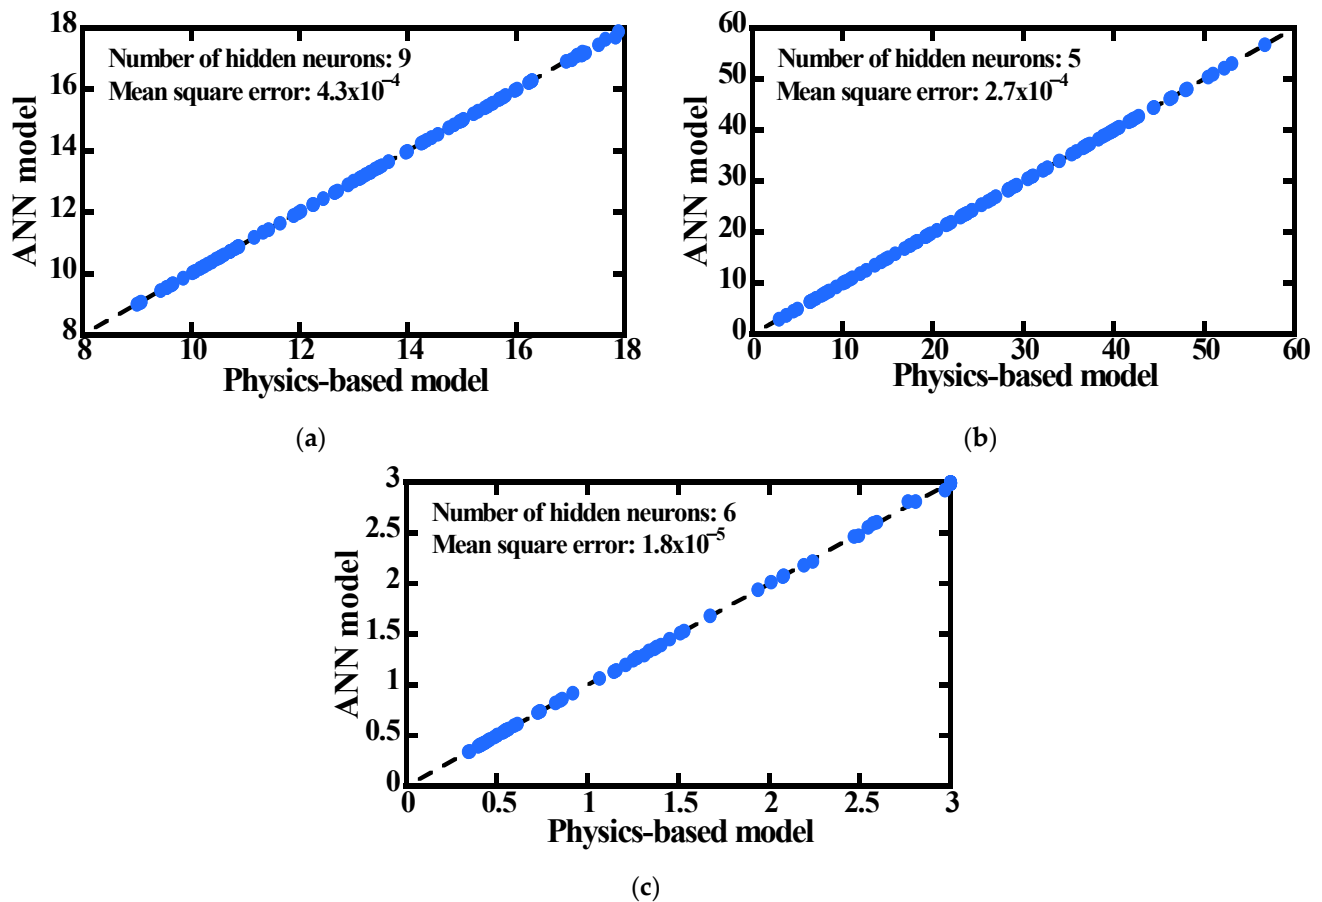 18
16
14
12
10
8
ANN model
Number of hidden neurons: 9
Mean square error: 4.3x10⁻⁴
8 10 12 14 16 18
Physics-based model
(a)
60
50
40
30
20
10
0
ANN model
Number of hidden neurons: 5
Mean square error: 2.7x10⁻⁴
0 10 20 30 40 50 60
Physics-based model
(b)
3
2.5
2
1.5
1
0.5
0
ANN model
Number of hidden neurons: 6
Mean square error: 1.8x10⁻⁵
0 0.5 1 1.5 2 2.5 3
Physics-based model
(c)